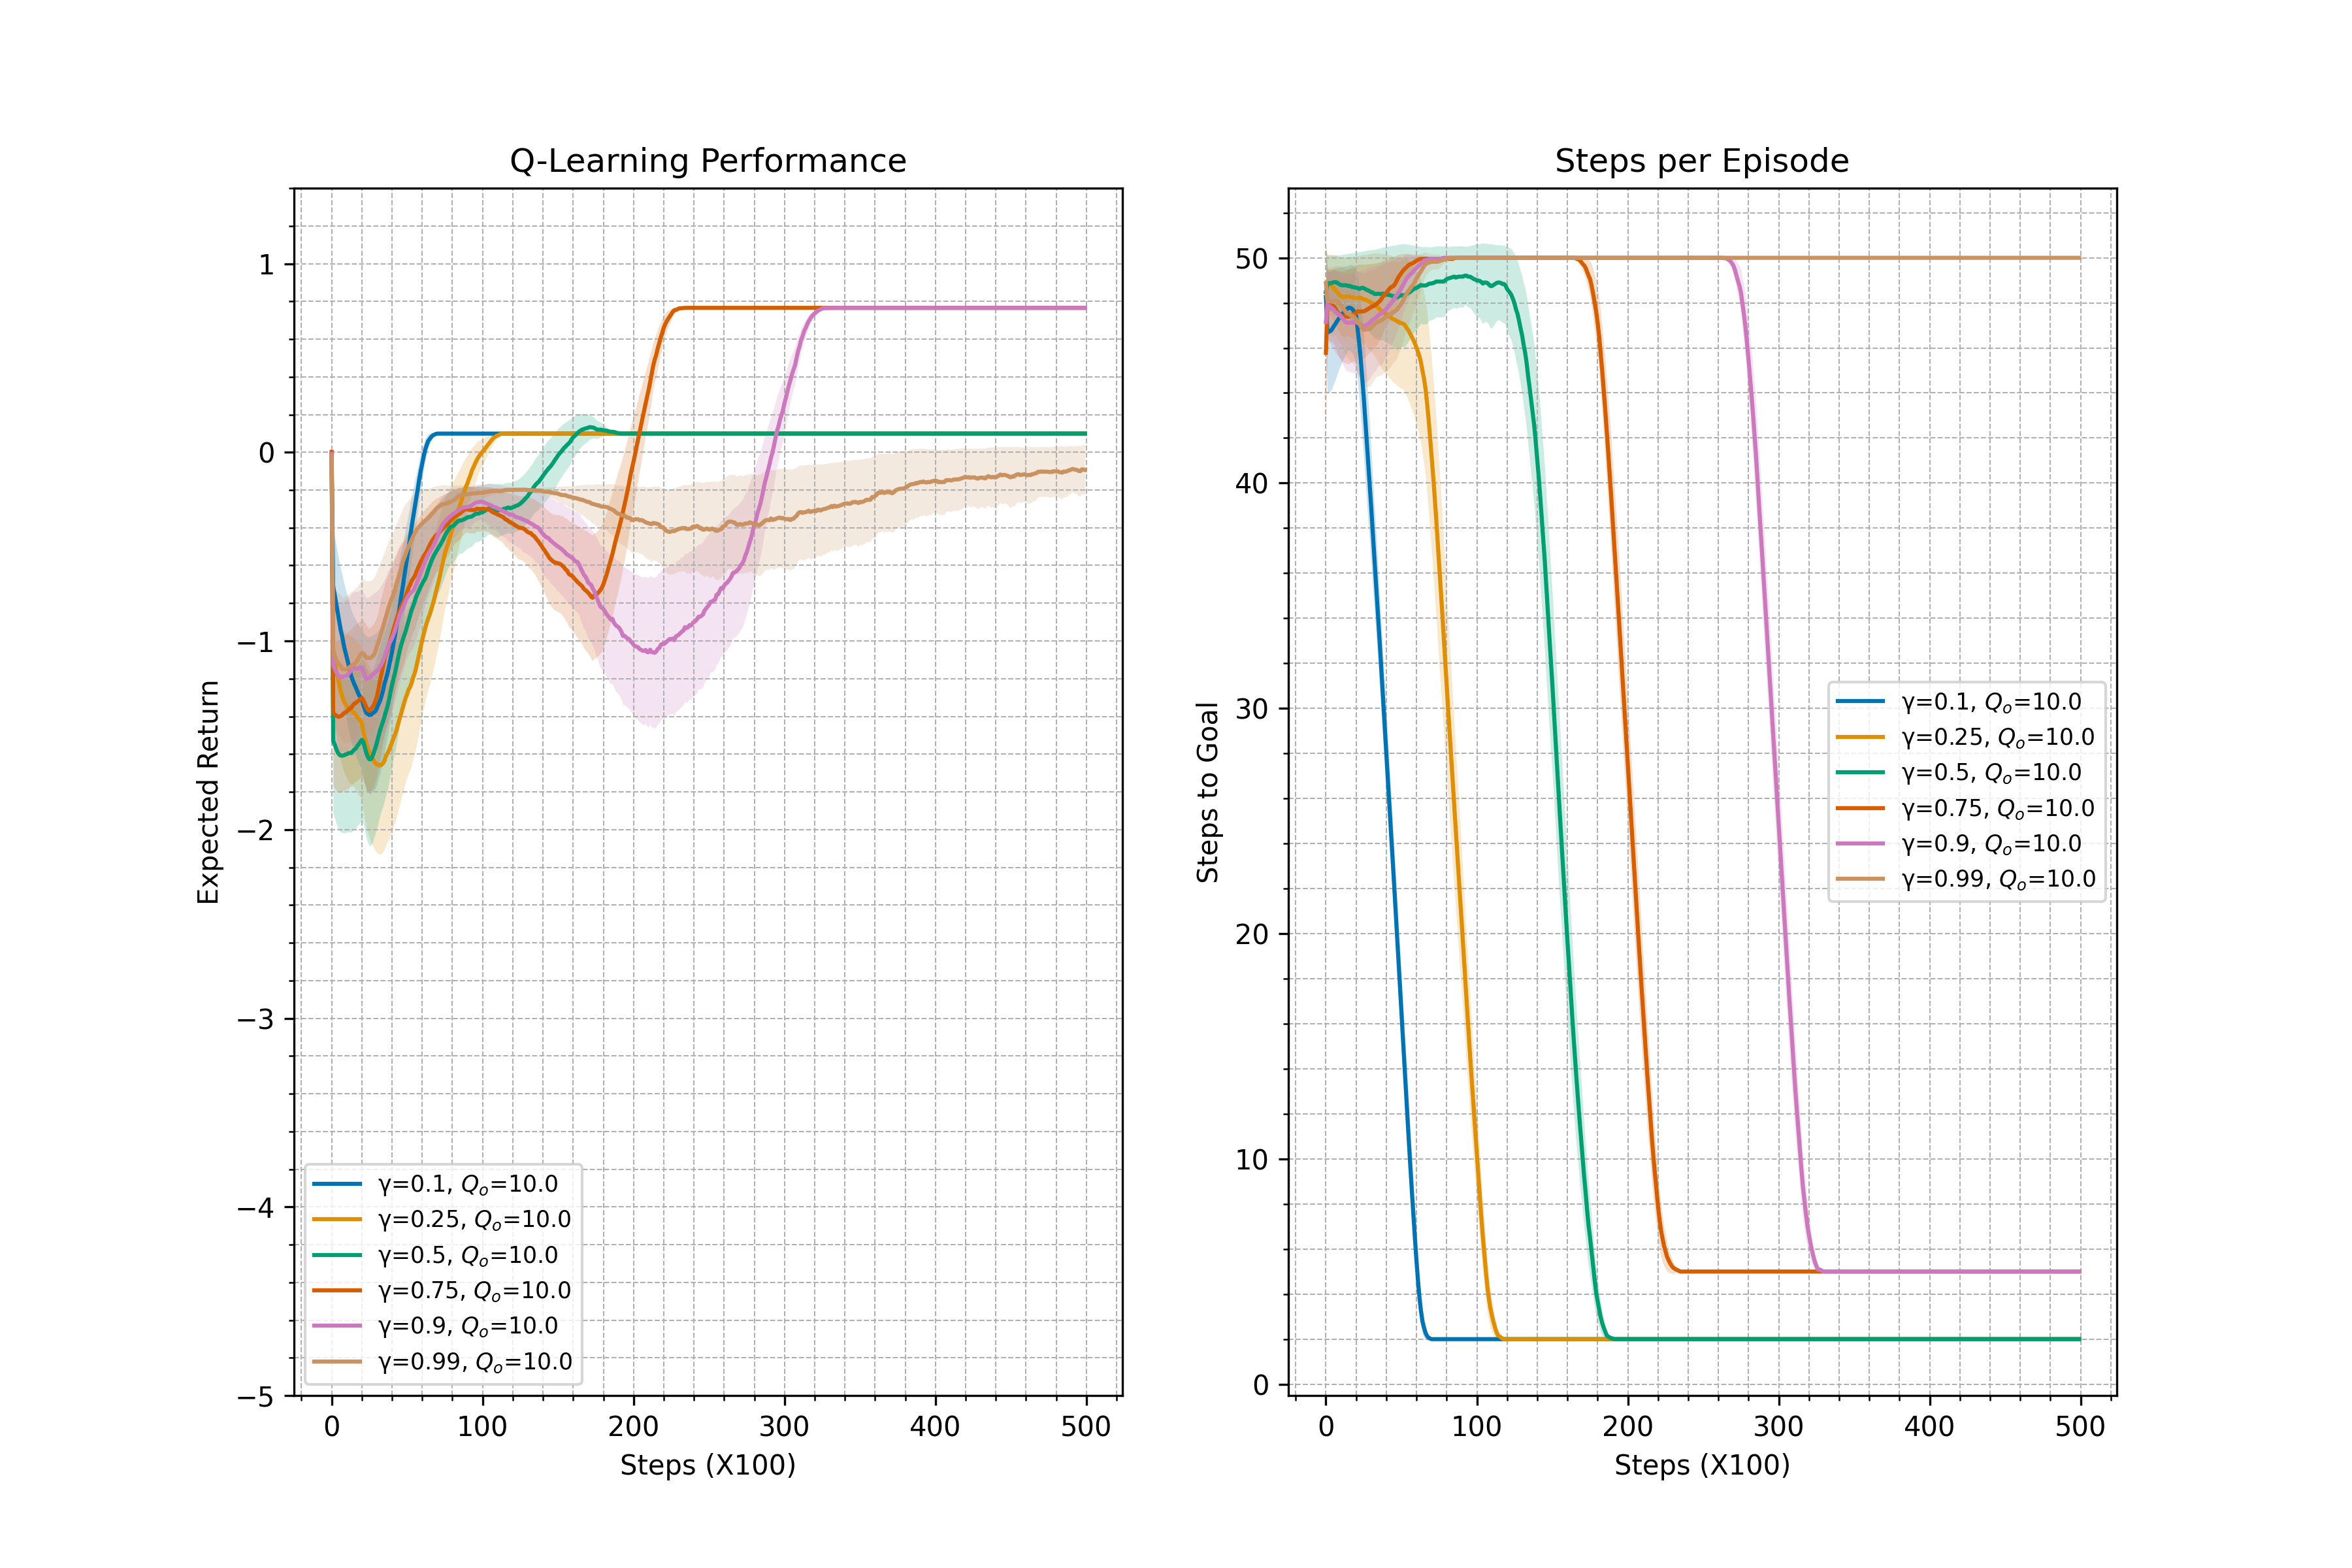 Q-Learning Performance
1
0
−1
−2
−3
−4
−5
Expected Return
γ=0.1, Qₒ=10.0
γ=0.25, Qₒ=10.0
γ=0.5, Qₒ=10.0
γ=0.75, Qₒ=10.0
γ=0.9, Qₒ=10.0
γ=0.99, Qₒ=10.0
0 100 200 300 400 500
Steps (X100)
Steps per Episode
50
40
30
20
10
0
Steps to Goal
γ=0.1, Qₒ=10.0
γ=0.25, Qₒ=10.0
γ=0.5, Qₒ=10.0
γ=0.75, Qₒ=10.0
γ=0.9, Qₒ=10.0
γ=0.99, Qₒ=10.0
0 100 200 300 400 500
Steps (X100)